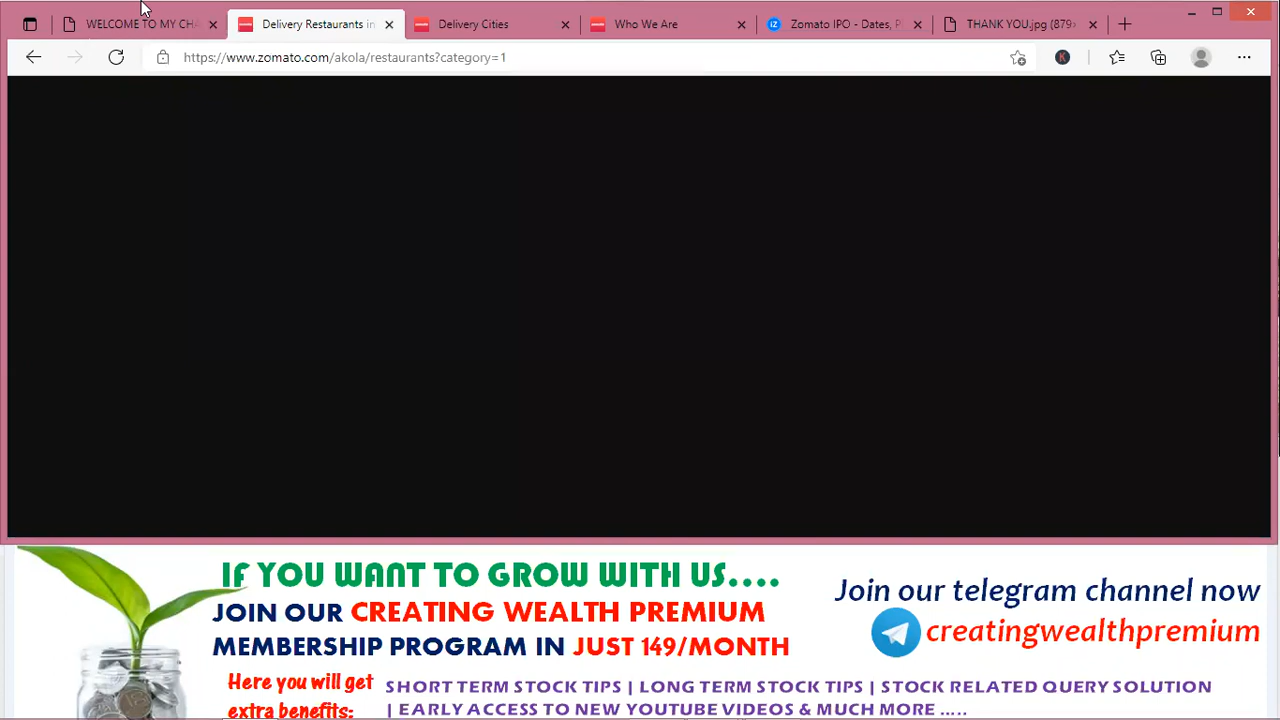 WELCOME TO MY CHA
Delivery Restaurants in
Delivery Cities
Who We Are
iZ
Zomato IPO - Dates, P
THANK YOU.jpg (879×
https://www.zomato.com/akola/restaurants?category=1
K
IF YOU WANT TO GROW WITH US....
JOIN OUR CREATING WEALTH PREMIUM
MEMBERSHIP PROGRAM IN JUST 149/MONTH
Join our telegram channel now
creatingwealthpremium
Here you will get
extra benefits:
SHORT TERM STOCK TIPS | LONG TERM STOCK TIPS | STOCK RELATED QUERY SOLUTION
| EARLY ACCESS TO NEW YOUTUBE VIDEOS & MUCH MORE .....